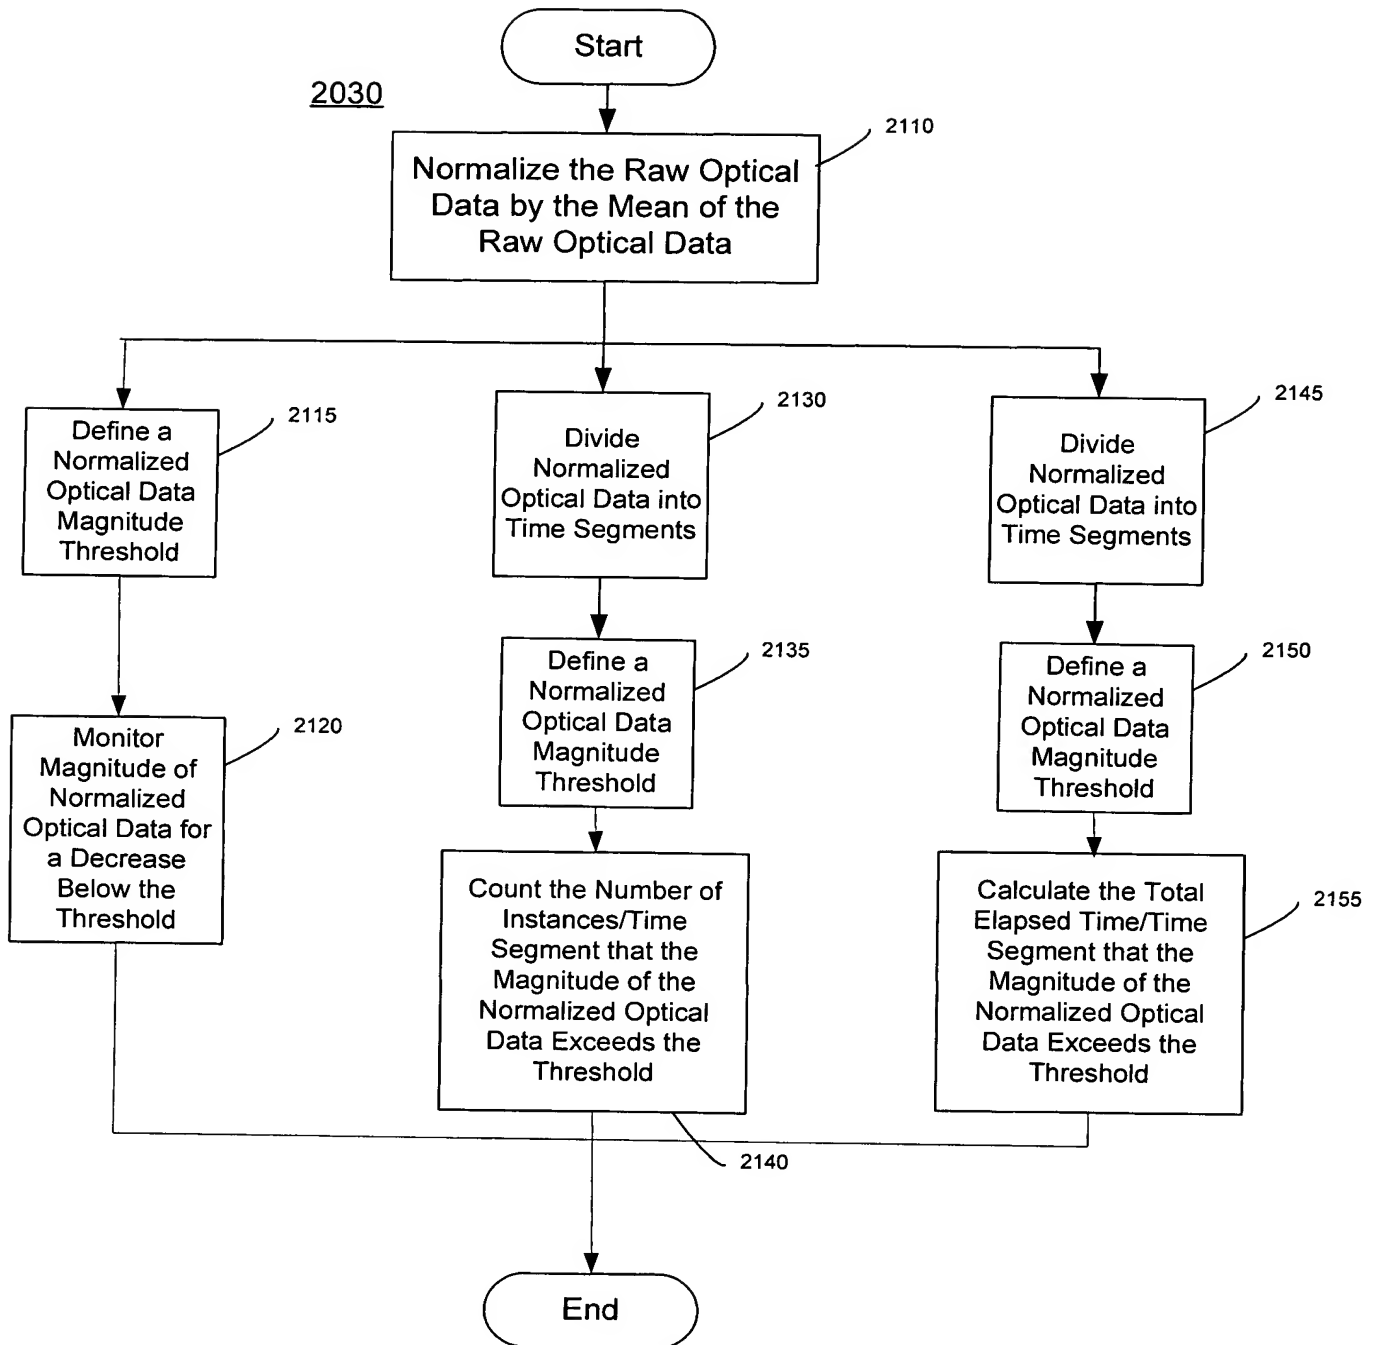 Start
2030
2110
Normalize the Raw Optical
Data by the Mean of the
Raw Optical Data
2115
Define a
Normalized
Optical Data
Magnitude
Threshold
2130
Divide
Normalized
Optical Data into
Time Segments
2145
Divide
Normalized
Optical Data into
Time Segments
2120
Monitor
Magnitude of
Normalized
Optical Data for
a Decrease
Below the
Threshold
2135
Define a
Normalized
Optical Data
Magnitude
Threshold
2150
Define a
Normalized
Optical Data
Magnitude
Threshold
Count the Number of
Instances/Time
Segment that the
Magnitude of the
Normalized Optical
Data Exceeds the
Threshold
2140
Calculate the Total
Elapsed Time/Time
Segment that the
Magnitude of the
Normalized Optical
Data Exceeds the
Threshold
2155
End